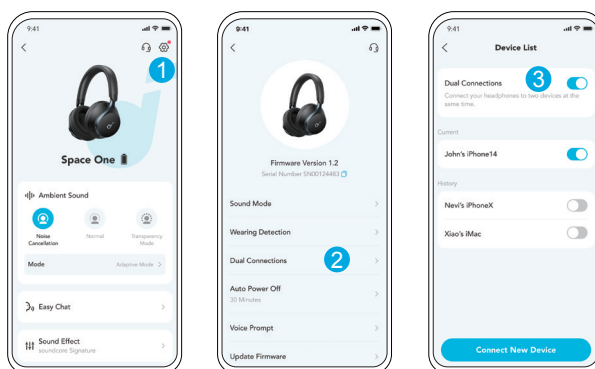 9:41
1
Space One
Ambient Sound
Noise Cancellation
Normal
Transparency Mode
Mode
Adaptive Mode >
Easy Chat >
Sound Effect >
soundcore Signature
9:41
Firmware Version 1.2
Serial Number SN00124483
Sound Mode >
Wearing Detection >
Dual Connections 2 >
Auto Power Off >
30 Minutes
Voice Prompt >
Update Firmware >
9:41
Device List
Dual Connections 3
Connect your headphones to two devices at the
same time.
Current
John's iPhone14
History
Nevi's iPhoneX
Xiao's iMac
Connect New Device